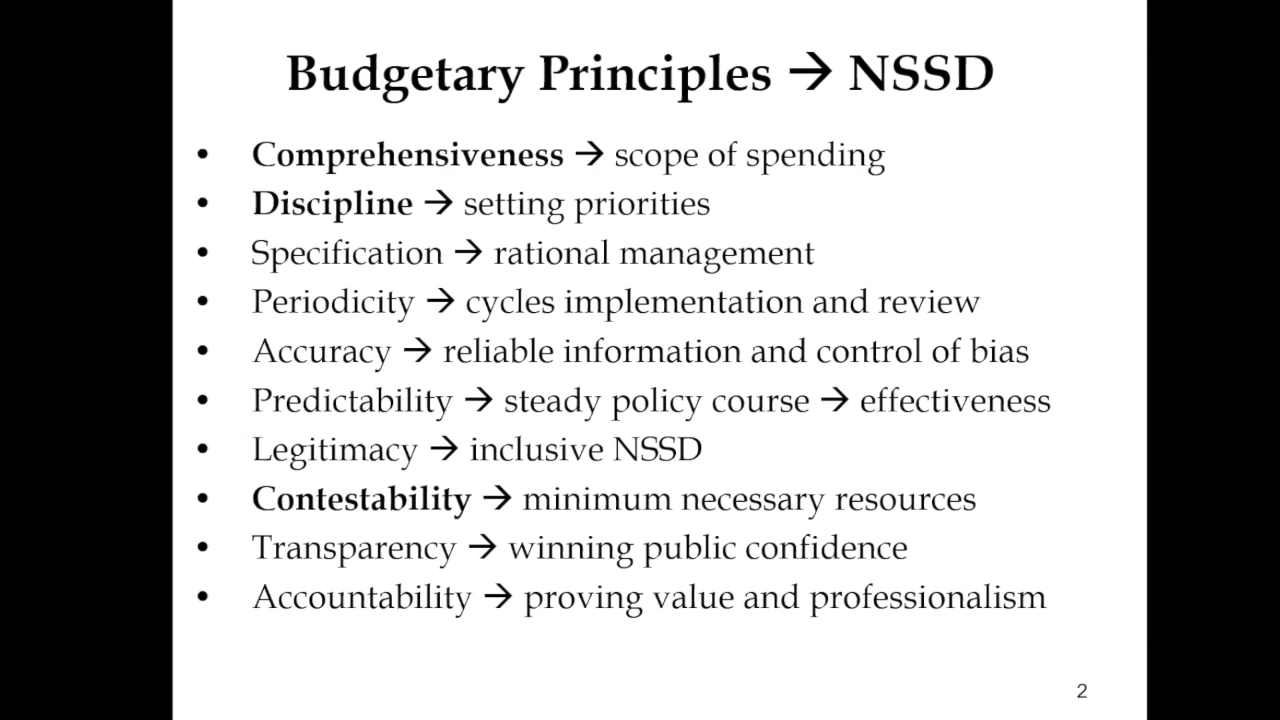 Budgetary Principles → NSSD
• Comprehensiveness → scope of spending
• Discipline → setting priorities
• Specification → rational management
• Periodicity → cycles implementation and review
• Accuracy → reliable information and control of bias
• Predictability → steady policy course → effectiveness
• Legitimacy → inclusive NSSD
• Contestability → minimum necessary resources
• Transparency → winning public confidence
• Accountability → proving value and professionalism
2